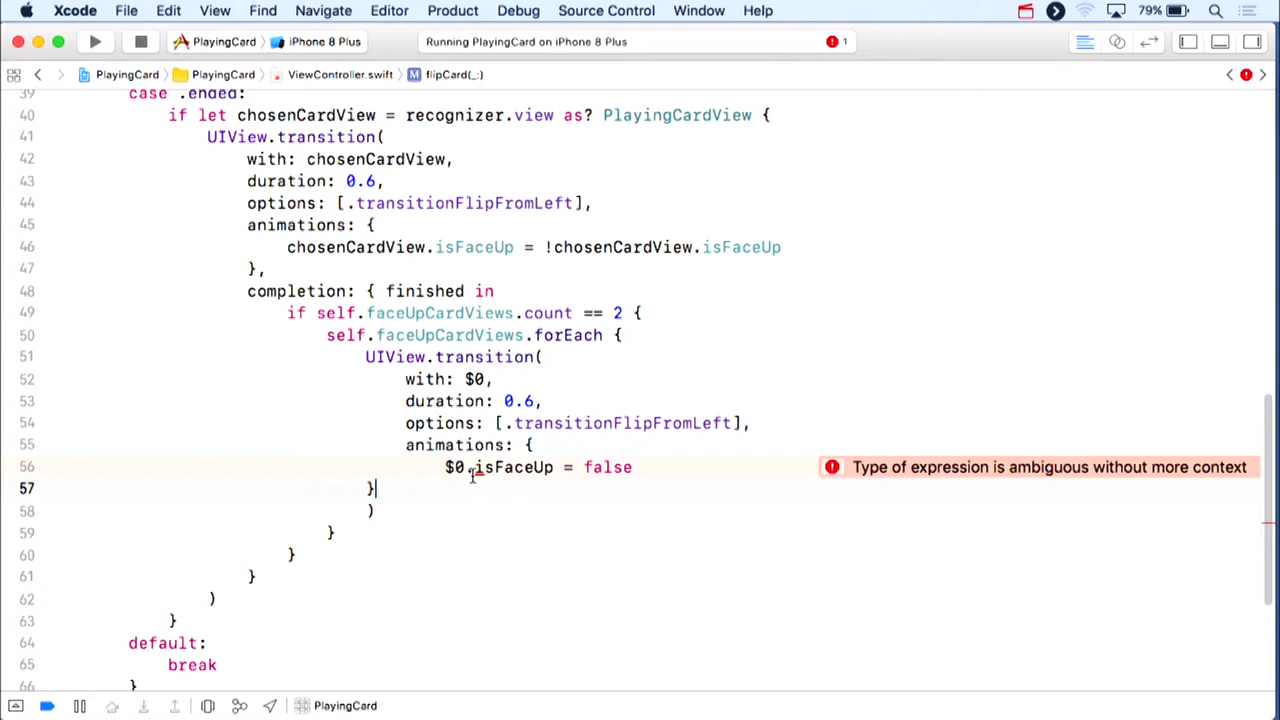 Xcode File Edit View Find Navigate Editor Product Debug Source Control Window Help 79%
PlayingCard iPhone 8 Plus Running PlayingCard on iPhone 8 Plus 1
PlayingCard PlayingCard ViewController.swift M flipCard(_:)
39 case .ended:
40 if let chosenCardView = recognizer.view as? PlayingCardView {
41 UIView.transition(
42 with: chosenCardView,
43 duration: 0.6,
44 options: [.transitionFlipFromLeft],
45 animations: {
46 chosenCardView.isFaceUp = !chosenCardView.isFaceUp
47 },
48 completion: { finished in
49 if self.faceUpCardViews.count == 2 {
50 self.faceUpCardViews.forEach {
51 UIView.transition(
52 with: $0,
53 duration: 0.6,
54 options: [.transitionFlipFromLeft],
55 animations: {
56 $0.isFaceUp = false Type of expression is ambiguous without more context
57 }
58 )
59 }
60 }
61 }
62 )
63 }
64 default:
65 break
66 }
PlayingCard